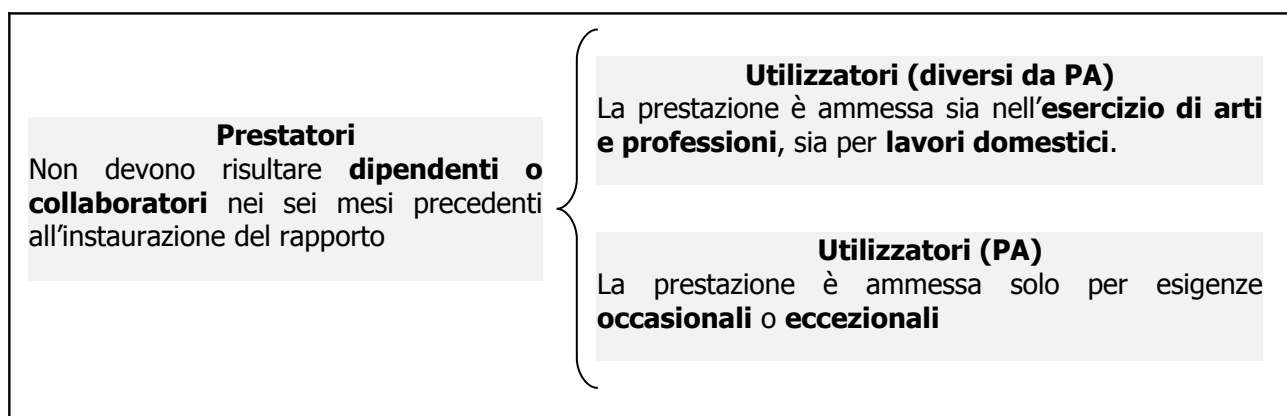 Prestatori
Non devono risultare dipendenti o
collaboratori nei sei mesi precedenti
all’instaurazione del rapporto
Utilizzatori (diversi da PA)
La prestazione è ammessa sia nell’esercizio di arti
e professioni, sia per lavori domestici.
Utilizzatori (PA)
La prestazione è ammessa solo per esigenze
occasionali o eccezionali